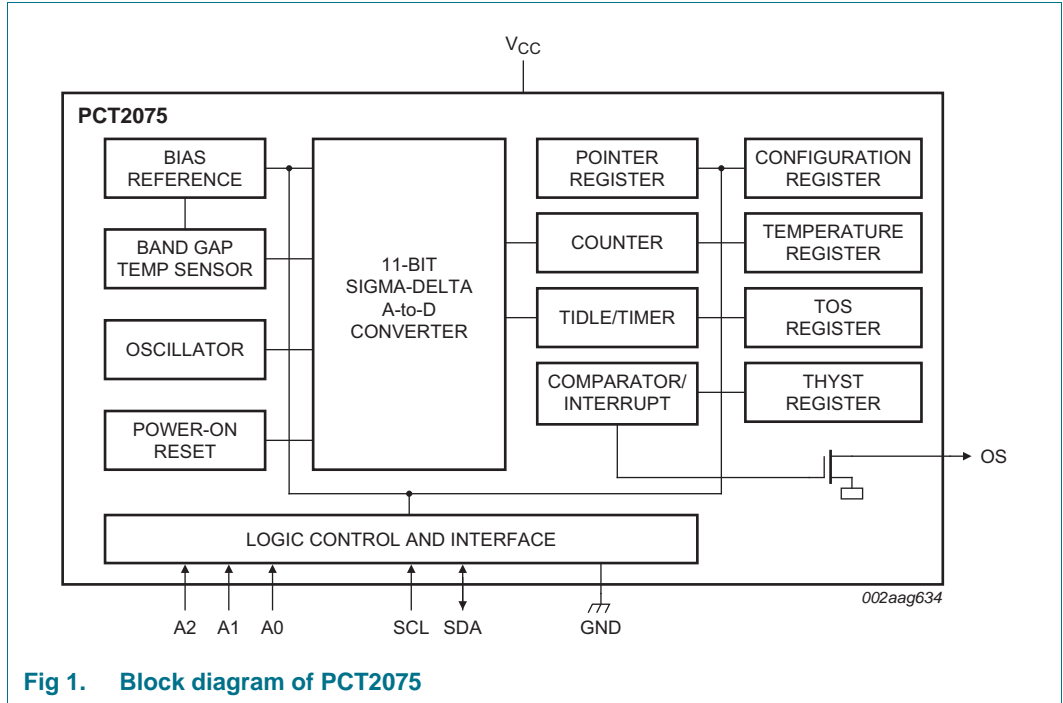 VCC
PCT2075
BIAS
REFERENCE
BAND GAP
TEMP SENSOR
OSCILLATOR
POWER-ON
RESET
11-BIT
SIGMA-DELTA
A-to-D
CONVERTER
POINTER
REGISTER
COUNTER
TIDLE/TIMER
COMPARATOR/
INTERRUPT
CONFIGURATION
REGISTER
TEMPERATURE
REGISTER
TOS
REGISTER
THYST
REGISTER
OS
LOGIC CONTROL AND INTERFACE
A2 A1 A0 SCL SDA GND
002aag634
Fig 1. Block diagram of PCT2075